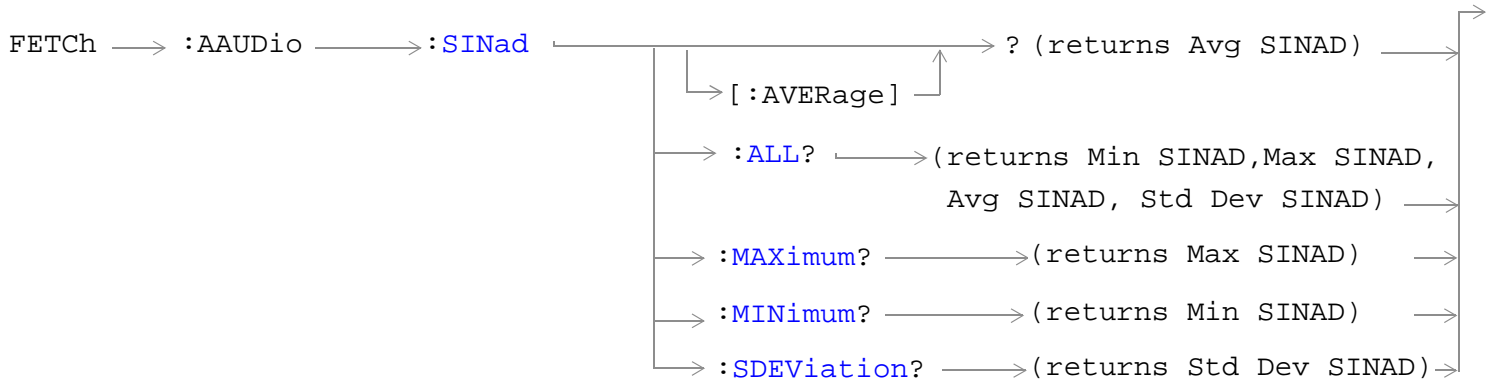 FETCh :AAUDio :SINad ? (returns Avg SINAD)
[:AVERage]
:ALL? (returns Min SINAD,Max SINAD,
Avg SINAD, Std Dev SINAD)
:MAXimum? (returns Max SINAD)
:MINimum? (returns Min SINAD)
:SDEViation? (returns Std Dev SINAD)